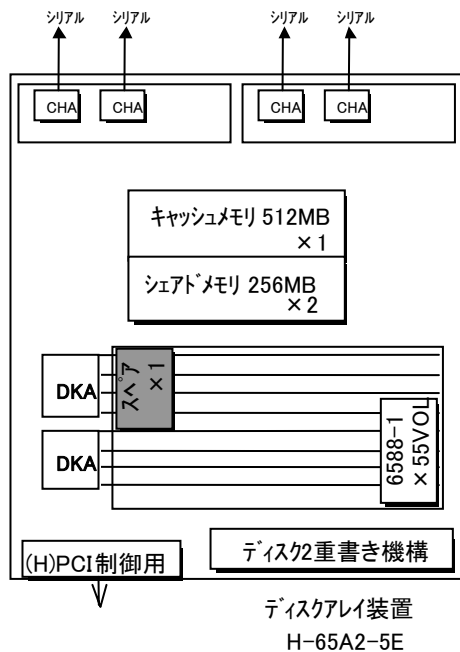 シリアル
シリアル
シリアル
シリアル
CHA
CHA
CHA
CHA
キャッシュメモリ 512MB
×1
シェアドメモリ 256MB
×2
DKA
スペア
×1
DKA
6588-1
×55VOL
(H)PCI制御用
ディスク2重書き機構
ディスクアレイ装置
H-65A2-5E